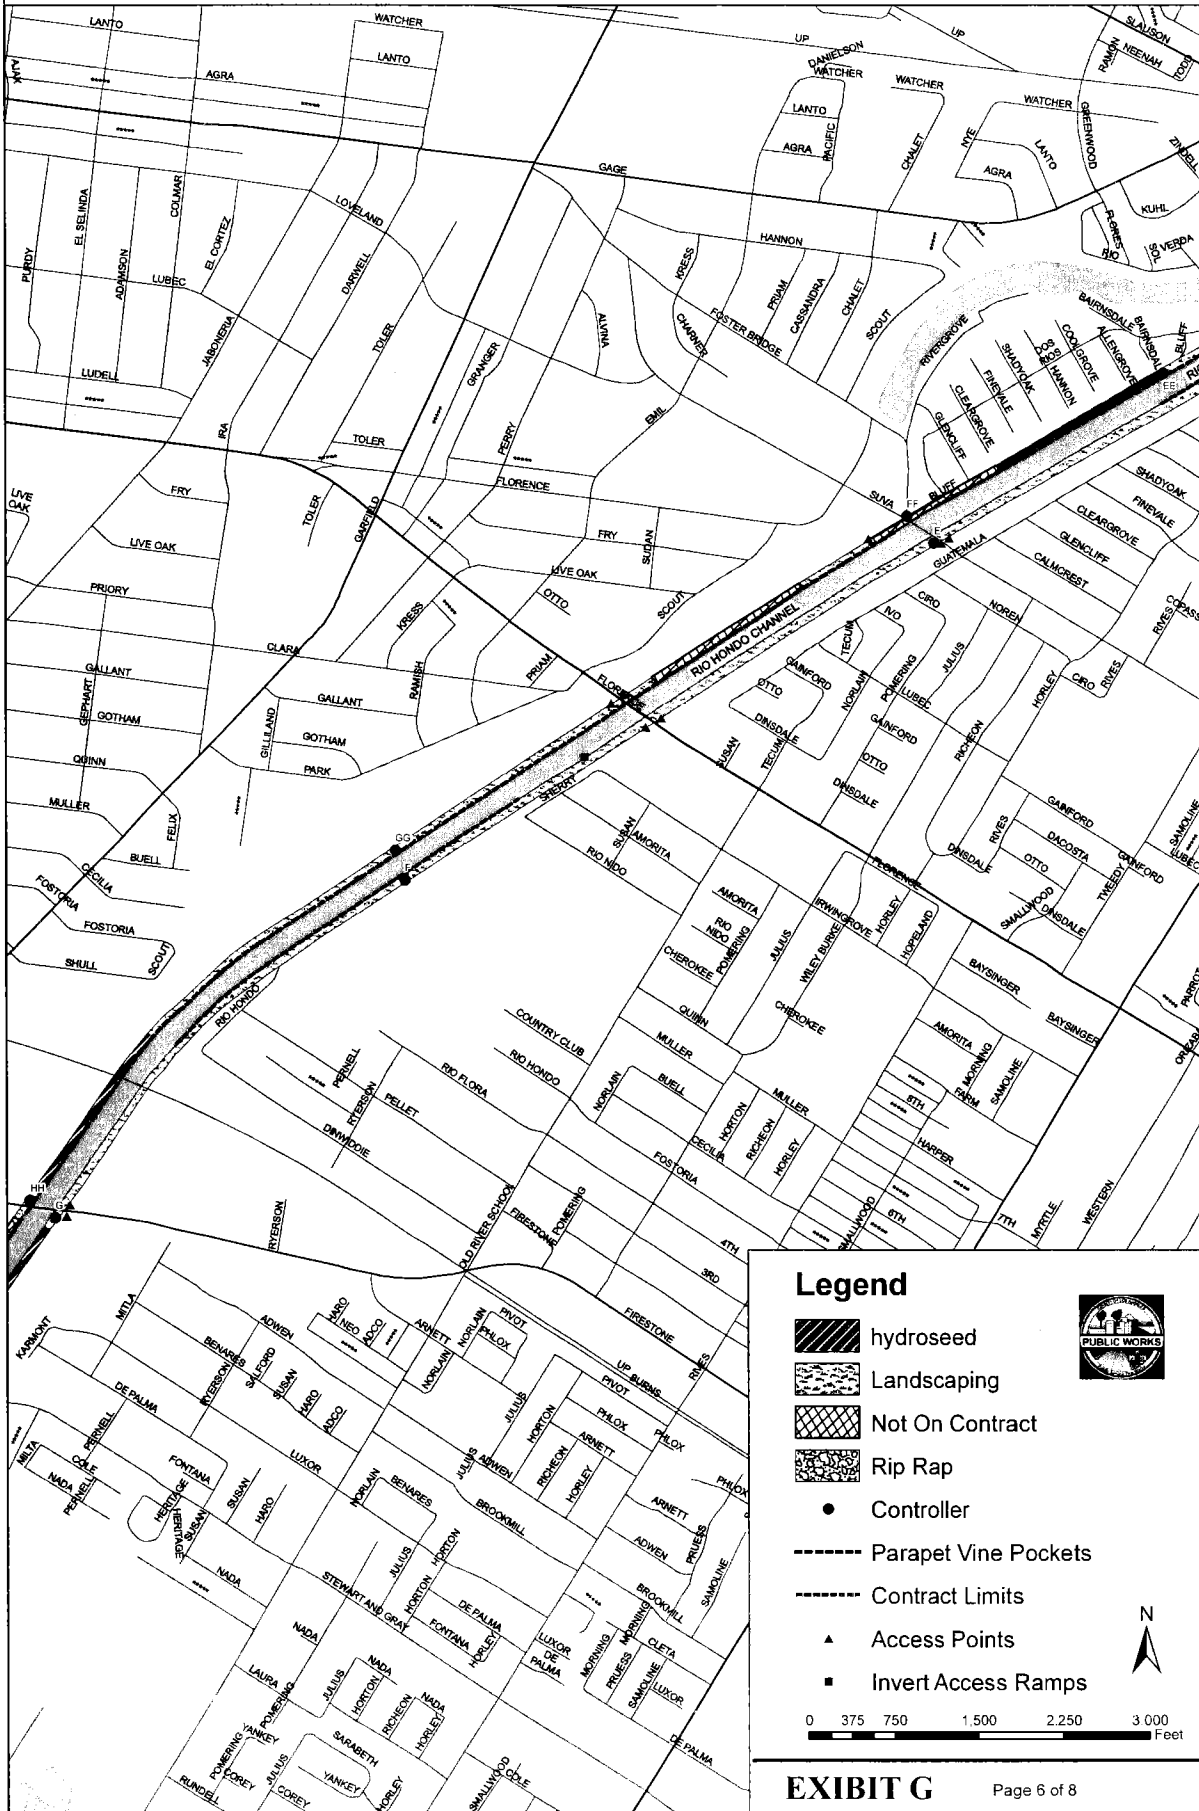 LANTO
WATCHER
LANTO
AGRA
AJAX
UP
UP
DANIELSON
WATCHER
WATCHER
WATCHER
SLAUSON
NEENAH
RAMON
TODD
LANTO
AGRA
PACIFIC
CHALET
NYE
LANTO
AGRA
GREENWOOD
ZINDELL
KUHL
FLORES
RIO
SOL
VERDA
GAGE
HANNON
LOVELAND
PURDY
EL SELINDA
ADAMSON
COLMAR
EL CORTEZ
LUBEC
JABONERIA
DARWELL
TOLER
GRANGER
ALVINA
KRESS
CHARNER
PRIAM
CASSANDRA
CHALET
SCOUT
FOSTER BRIDGE
RIVERGROVE
BAIRNSDALE
BAIRNSDALE
BLUFF
ALLENGROVE
COOLGROVE
DOS
RIOS
HANNON
SHADYOAK
FINEVALE
CLEARGROVE
GLENCLIFF
EE
LUDELL
IRA
TOLER
PERRY
EMIL
FLORENCE
TOLER
GARFIELD
SUVA
FF
BLUFF
LIVE
OAK
FRY
LIVE OAK
PRIORY
FRY
SUDAN
LIVE OAK
OTTO
SCOUT
KRESS
CLARA
RAMISH
PRIAM
FLORENCE
RIO HONDO CHANNEL
E
GUATEMALA
SHADYOAK
FINEVALE
CLEARGROVE
GLENCLIFF
CALMCREST
COPASS
RIVES
CIRO
IVO
NOREN
TECUM
GAINFORD
OTTO
NORLAIN
POMERING
JULIUS
LUBEC
CIRO
RIVES
HORLEY
DINSDALE
TECUM
SUSAN
GAINFORD
OTTO
DINSDALE
RICHEON
GALLANT
GEPHART
GOTHAM
QUINN
MULLER
FELIX
BUELL
CECILIA
FOSTORIA
FOSTORIA
SHULL
SCOUT
GALLANT
GILLILAND
GOTHAM
PARK
GG
F
SHERRY
SUSAN
AMORITA
RIO NIDO
GAINFORD
RIVES
DACOSTA
GAINFORD
SAMOLINE
LUBEC
DINSDALE
OTTO
TWEEDY
SMALLWOOD
DINSDALE
FLORENCE
AMORITA
RIO
NIDO
POMERING
CHEROKEE
JULIUS
IRWINGROVE
WILEY BURKE
HORLEY
HOPELAND
BAYSINGER
BAYSINGER
PARROT
ORIZABA
QUINN
CHEROKEE
AMORITA
MORNING
SAMOLINE
FARM
RIO HONDO
COUNTRY CLUB
RIO HONDO
RIO FLORA
PERNELL
RYERSON
PELLET
DINWIDDIE
MULLER
BUELL
NORLAIN
MULLER
HORTON
RICHEON
HORLEY
CECILIA
FOSTORIA
8TH
HARPER
6TH
7TH
MYRTLE
WESTERN
SMALLWOOD
HH
G
RYERSON
OLD RIVER SCHOOL
FIRESTONE
POMERING
4TH
3RD
FIRESTONE
KARMONT
MITLA
ADWEN
BENARES
RYERSON
SALFORD
SUSAN
HARO
ADCO
HARO
NEO
ADCO
ARNETT
NORLAIN
NORLAIN
PHLOX
PIVOT
UP
BURNS
RIVES
PIVOT
PHLOX
ARNETT
PHLOX
JULIUS
HORTON
RICHEON
HORLEY
DE PALMA
PERNELL
MILTA
COLE
NADA
PERNELL
FONTANA
HERITAGE
HERITAGE
SUSAN
SUSAN
HARO
LUXOR
NADA
JULIUS
ADWEN
NORLAIN
BENARES
BROOKMILL
HORTON
JULIUS
HORTON
STEWART AND GRAY
DE PALMA
FONTANA
HORLEY
NADA
PHLOX
ARNETT
PRUESS
ADWEN
SAMOLINE
BROOKMILL
LUXOR
DE
PALMA
MORNING
MORNING
PRUESS
SAMOLINE
CLETA
LUXOR
DE PALMA
LAURA
POMERING
JULIUS
NADA
HORTON
RICHEON
NADA
HORLEY
YANKEY
POMERING
COREY
JULIUS
SARABETH
YANKEY
COREY
HORLEY
RUNDELL
SMALLWOOD
COLE
Legend
PUBLIC WORKS
hydroseed
Landscaping
Not On Contract
Rip Rap
Controller
Parapet Vine Pockets
Contract Limits
Access Points
Invert Access Ramps
N
0 375 750 1,500 2,250 3,000
Feet
EXIBIT G Page 6 of 8